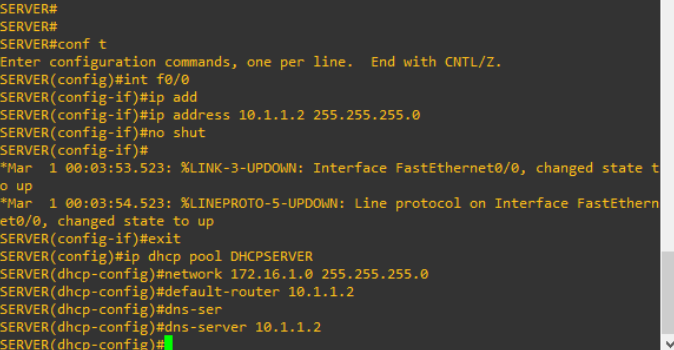 SERVER#
SERVER#
SERVER#conf t
Enter configuration commands, one per line.  End with CNTL/Z.
SERVER(config)#int f0/0
SERVER(config-if)#ip add
SERVER(config-if)#ip address 10.1.1.2 255.255.255.0
SERVER(config-if)#no shut
SERVER(config-if)#
*Mar  1 00:03:53.523: %LINK-3-UPDOWN: Interface FastEthernet0/0, changed state t
o up
*Mar  1 00:03:54.523: %LINEPROTO-5-UPDOWN: Line protocol on Interface FastEthern
et0/0, changed state to up
SERVER(config-if)#exit
SERVER(config)#ip dhcp pool DHCPSERVER
SERVER(dhcp-config)#network 172.16.1.0 255.255.255.0
SERVER(dhcp-config)#default-router 10.1.1.2
SERVER(dhcp-config)#dns-ser
SERVER(dhcp-config)#dns-server 10.1.1.2
SERVER(dhcp-config)#